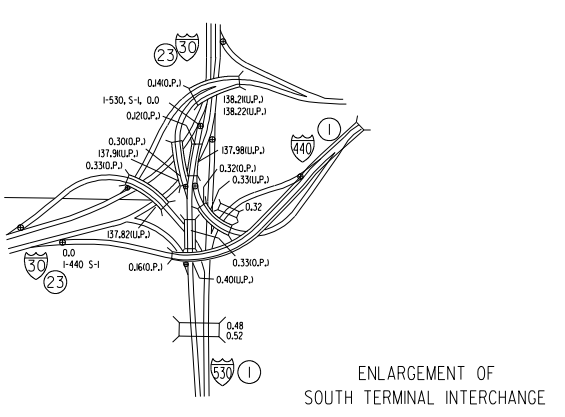 30
23
0.14(O.P.)
1-530, S-1, 0.0
0.12(O.P.)
138.21(U.P.)
138.22(U.P.)
1
440
0.30(O.P.)
137.91(U.P.)
0.33(O.P.)
137.98(U.P.)
0.32(O.P.)
0.33(U.P.)
0.32
137.82(U.P.)
0.0
1-440 S-1
30
23
0.16(O.P.)
0.33(O.P.)
0.40(U.P.)
0.48
0.52
530
1
ENLARGEMENT OF
SOUTH TERMINAL INTERCHANGE